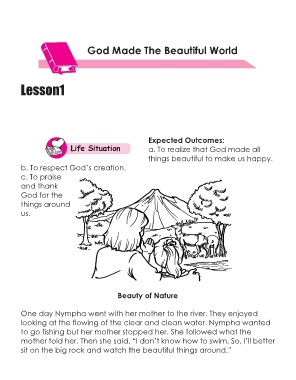 God Made The Beautiful World
Lesson1
Life Situation
Expected Outcomes:
a. To realize that God made all
things beautiful to make us happy.
b. To respect God's creation.
c. To praise
and thank
God for the
things around
us.
Beauty of Nature
One day Nympha went with her mother to the river. They enjoyed
looking at the flowing of the clear and clean water. Nympha wanted
to go fishing but her mother stopped her. She followed what the
mother told her. Then she said, "I don't know how to swim. So, I'll better
sit on the big rock and watch the beautiful things around."